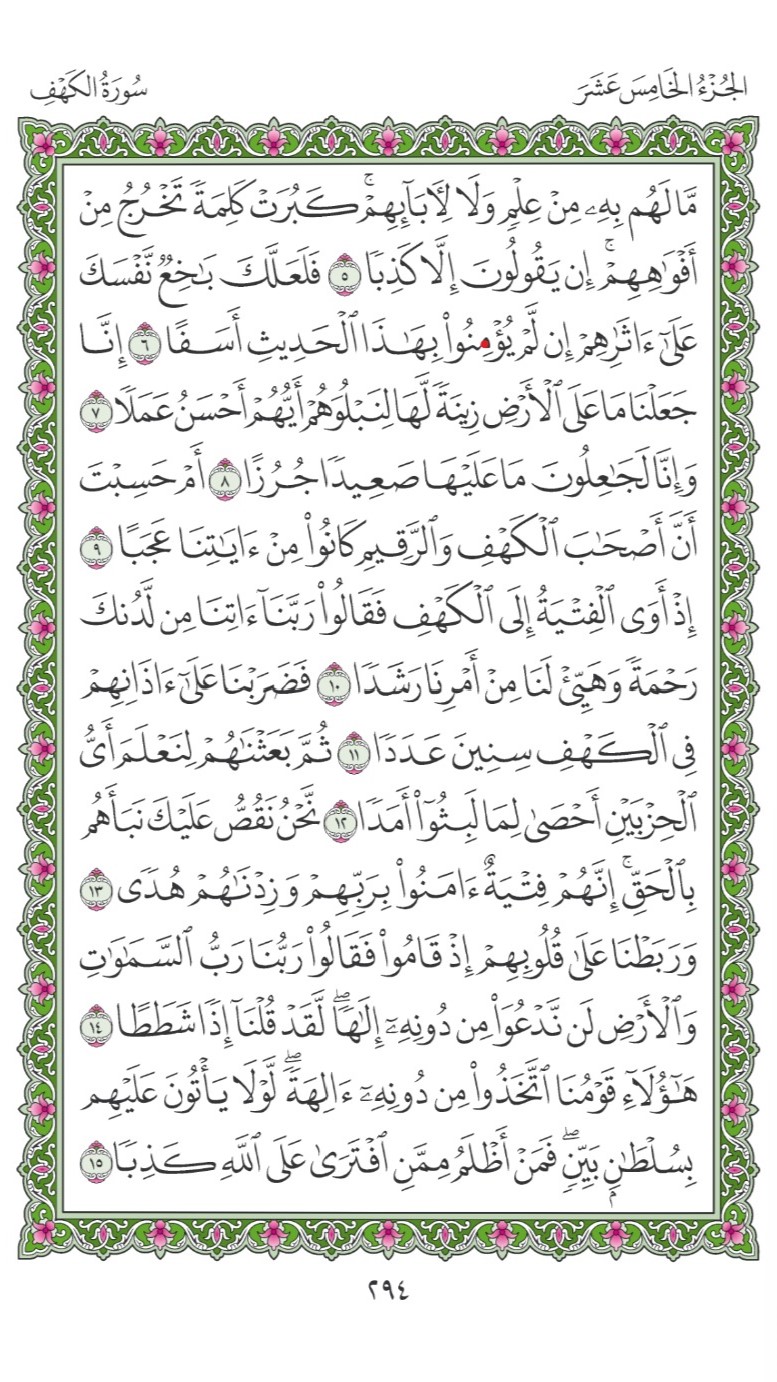 الجُزْءُ الخَامِسَ عَشَرَ
سُورَةُ الكَهْفِ
مَّا لَهُم بِهِۦ مِنْ عِلْمٍ وَلَا لِأٓبَآئِهِمْۚ كَبُرَتْ كَلِمَةً تَخْرُجُ مِنْ
أَفْوَٰهِهِمْۚ إِن يَقُولُونَ إِلَّا كَذِبًا ٥ فَلَعَلَّكَ بَٰخِعٌ نَّفْسَكَ
عَلَىٰٓ ءَاثَٰرِهِمْ إِن لَّمْ يُؤْمِنُوا۟ بِهَٰذَا ٱلْحَدِيثِ أَسَفًا ٦ إِنَّا
جَعَلْنَا مَا عَلَى ٱلْأَرْضِ زِينَةً لَّهَا لِنَبْلُوَهُمْ أَيُّهُمْ أَحْسَنُ عَمَلًا ٧
وَإِنَّا لَجَٰعِلُونَ مَا عَلَيْهَا صَعِيدًا جُرُزًا ٨ أَمْ حَسِبْتَ
أَنَّ أَصْحَٰبَ ٱلْكَهْفِ وَٱلرَّقِيمِ كَانُوا۟ مِنْ ءَايَٰتِنَا عَجَبًا ٩
إِذْ أَوَى ٱلْفِتْيَةُ إِلَى ٱلْكَهْفِ فَقَالُوا۟ رَبَّنَآ ءَاتِنَا مِن لَّدُنكَ
رَحْمَةً وَهَيِّئْ لَنَا مِنْ أَمْرِنَا رَشَدًا ١٠ فَضَرَبْنَا عَلَىٰٓ ءَاذَانِهِمْ
فِى ٱلْكَهْفِ سِنِينَ عَدَدًا ١١ ثُمَّ بَعَثْنَٰهُمْ لِنَعْلَمَ أَىُّ
ٱلْحِزْبَيْنِ أَحْصَىٰ لِمَا لَبِثُوٓا۟ أَمَدًا ١٢ نَّحْنُ نَقُصُّ عَلَيْكَ نَبَأَهُم
بِٱلْحَقِّۚ إِنَّهُمْ فِتْيَةٌ ءَامَنُوا۟ بِرَبِّهِمْ وَزِدْنَٰهُمْ هُدًى ١٣
وَرَبَطْنَا عَلَىٰ قُلُوبِهِمْ إِذْ قَامُوا۟ فَقَالُوا۟ رَبُّنَا رَبُّ ٱلسَّمَٰوَٰتِ
وَٱلْأَرْضِ لَن نَّدْعُوَا۟ مِن دُونِهِۦٓ إِلَٰهًاۖ لَّقَدْ قُلْنَآ إِذًا شَطَطًا ١٤
هَٰٓؤُلَآءِ قَوْمُنَا ٱتَّخَذُوا۟ مِن دُونِهِۦٓ ءَالِهَةًۖ لَّوْلَا يَأْتُونَ عَلَيْهِم
بِسُلْطَٰنٍۭ بَيِّنٍۖ فَمَنْ أَظْلَمُ مِمَّنِ ٱفْتَرَىٰ عَلَى ٱللَّهِ كَذِبًا ١٥
٢٩٤